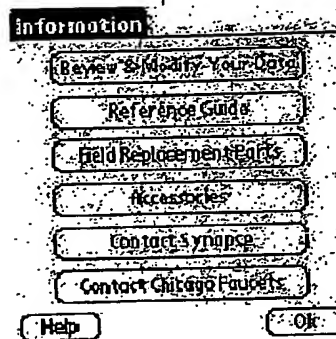 Information
Review & Modify Your Data
Reference Guide
Field Replacement Parts
Accessories
Contact Synapse
Contact Chicago Faucets
Help Ok